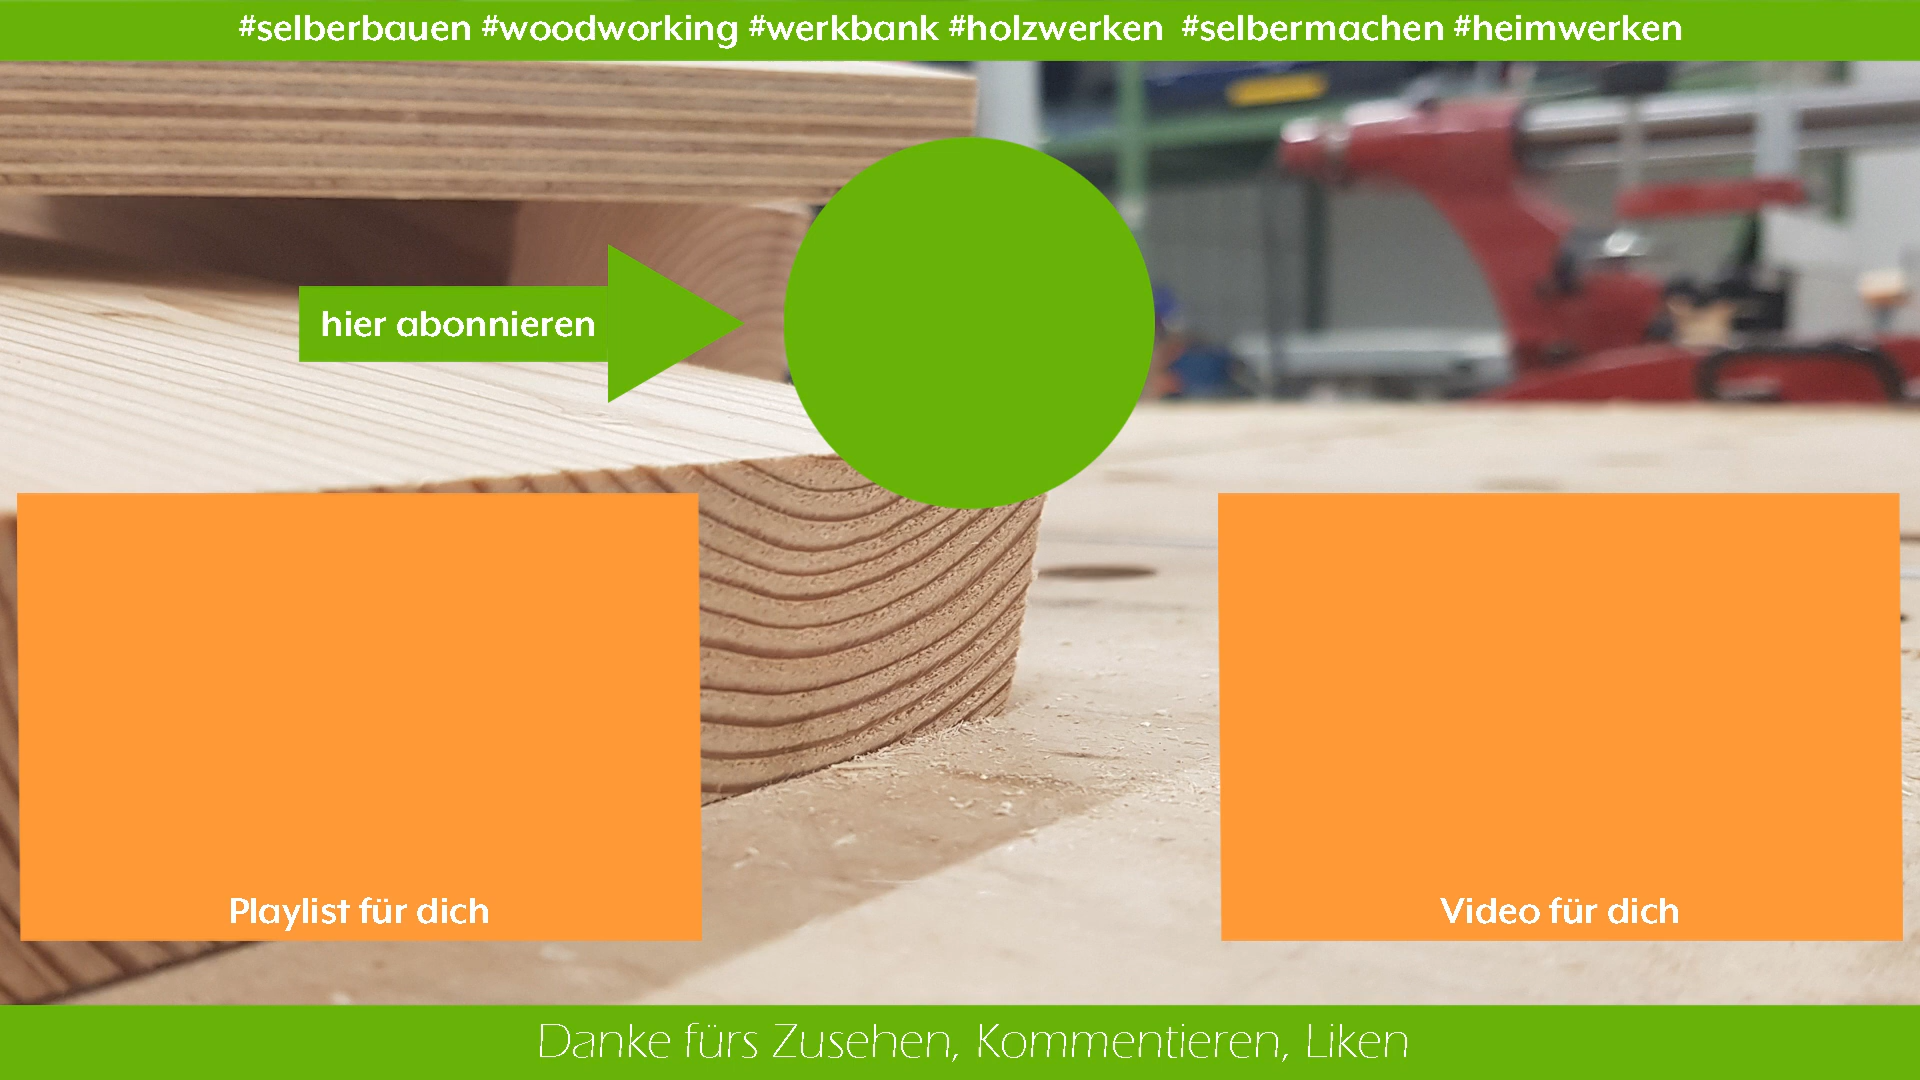 #selberbauen #woodworking #werkbank #holzwerken #selbermachen #heimwerken
hier abonnieren
Playlist für dich
Video für dich
Danke fürs Zusehen, Kommentieren, Liken